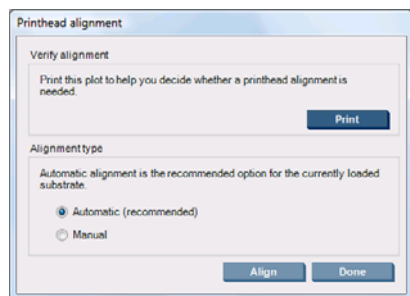 Printhead alignment
Verify alignment
Print this plot to help you decide whether a printhead alignment is
needed.
Print
Alignment type
Automatic alignment is the recommended option for the currently loaded
substrate.
Automatic (recommended)
Manual
Align
Done